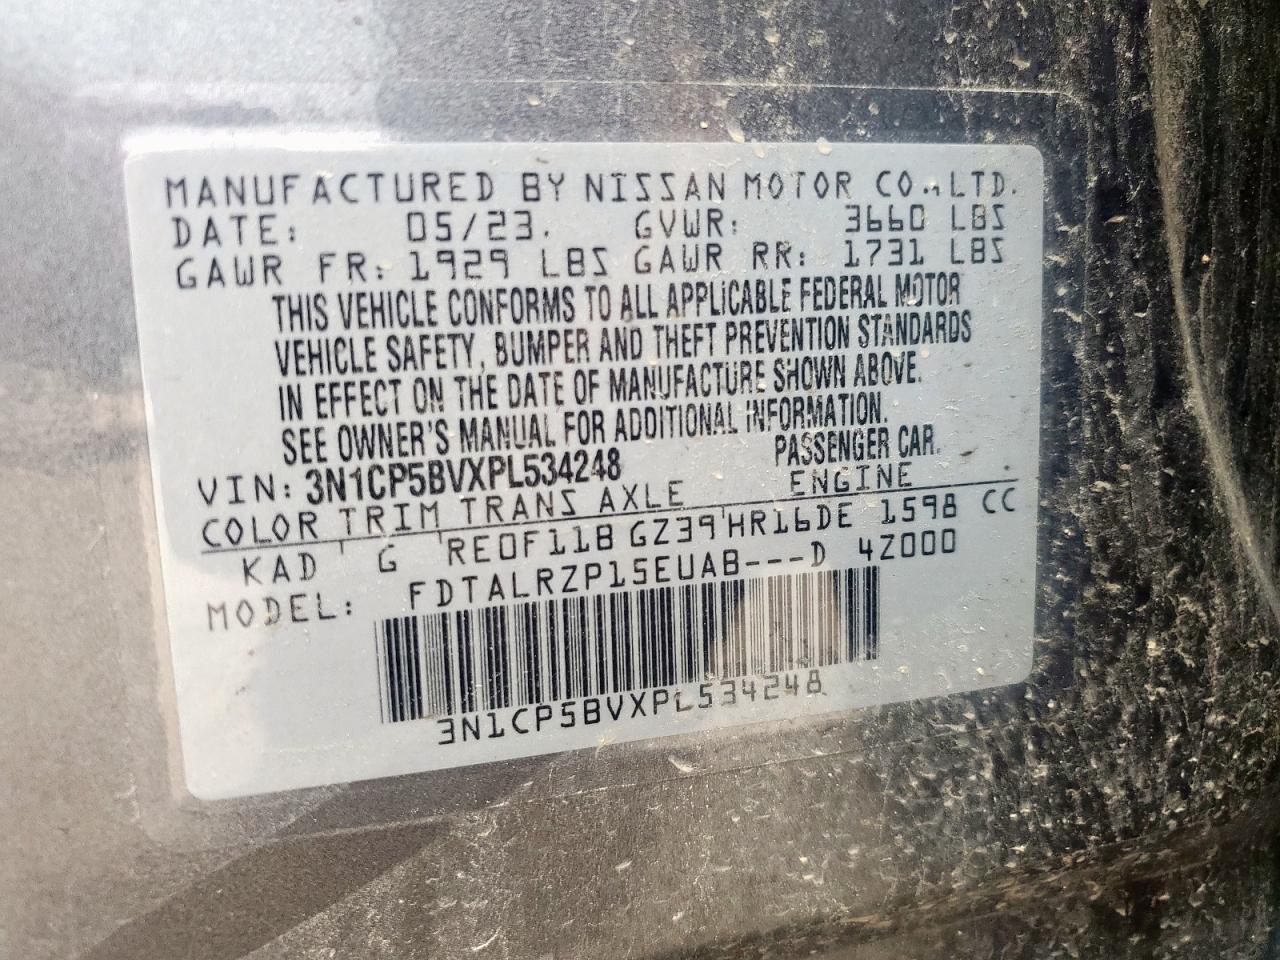 MANUFACTURED BY NISSAN MOTOR CO., LTD.
DATE: 05/23. GVWR: 3660 LBS
GAWR FR: 1929 LBS GAWR RR: 1731 LBS
THIS VEHICLE CONFORMS TO ALL APPLICABLE FEDERAL MOTOR
VEHICLE SAFETY, BUMPER AND THEFT PREVENTION STANDARDS
IN EFFECT ON THE DATE OF MANUFACTURE SHOWN ABOVE.
SEE OWNER'S MANUAL FOR ADDITIONAL INFORMATION.
PASSENGER CAR.
VIN: 3N1CP5BVXPL534248
COLOR TRIM TRANS AXLE ENGINE
KAD G RE0F11B GZ39 HR16DE 1598 CC
MODEL: FDTALRZP15EUAB---D 4Z000
3N1CP5BVXPL534248